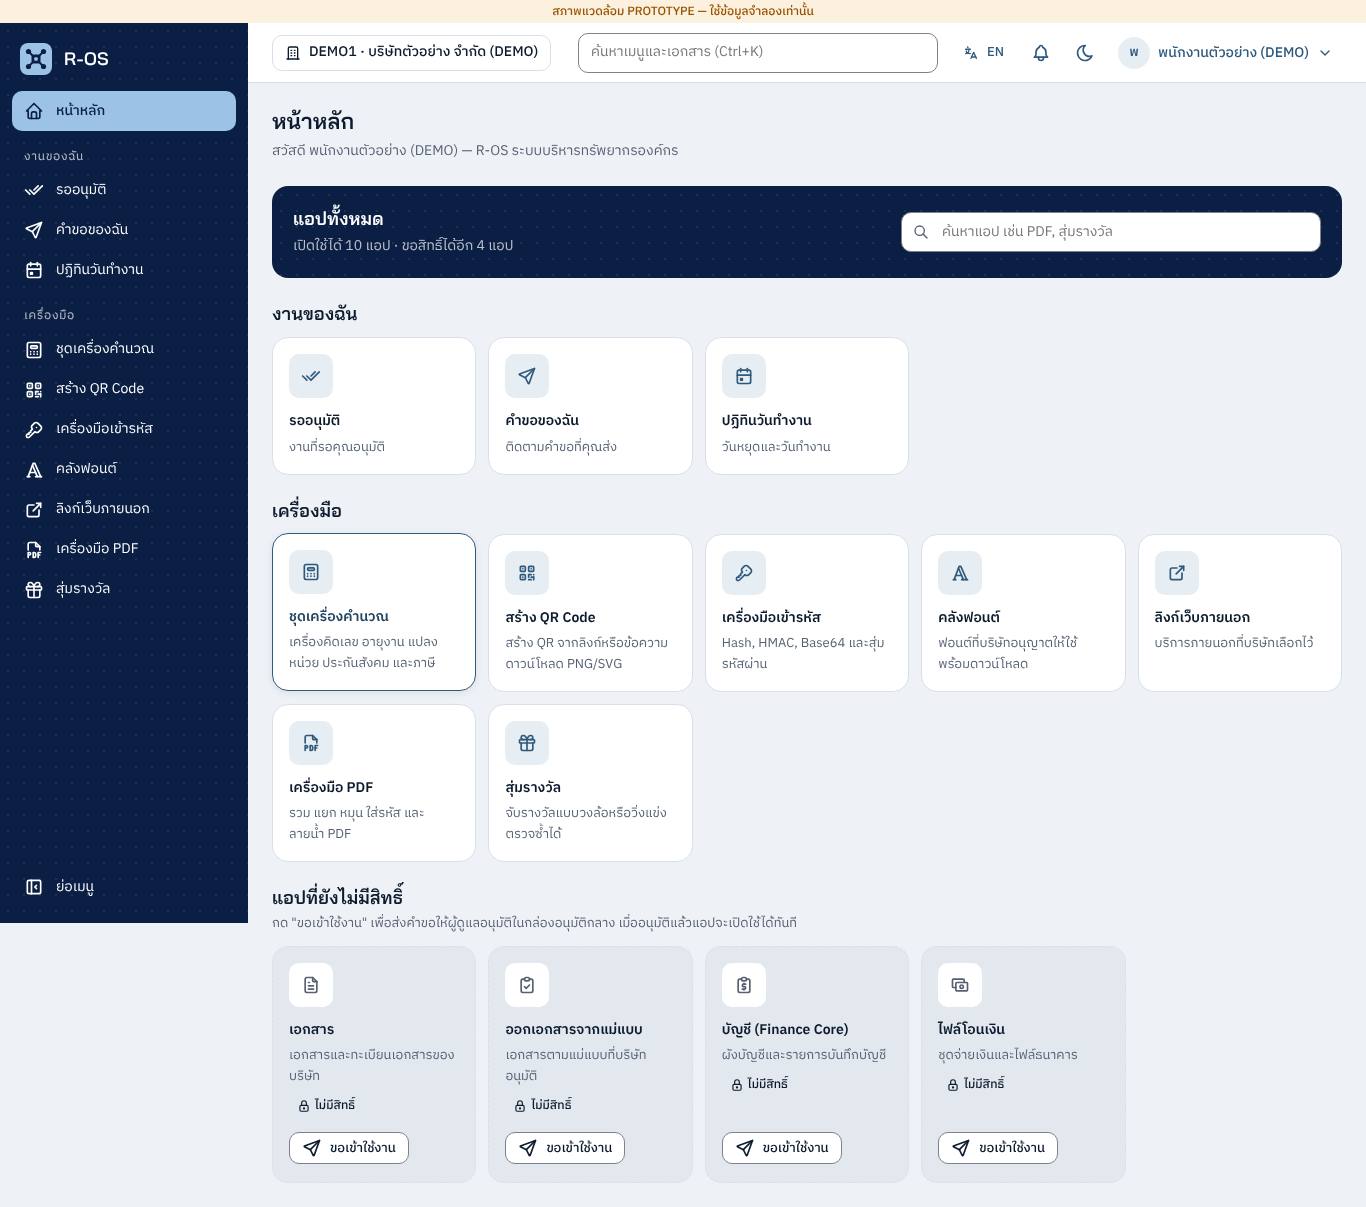 สภาพแวดล้อม PROTOTYPE — ใช้ข้อมูลจำลองเท่านั้น
R-OS
DEMO1 · บริษัทตัวอย่าง จำกัด (DEMO)
ค้นหาเมนูและเอกสาร (Ctrl+K)
EN
พ
พนักงานตัวอย่าง (DEMO)
หน้าหลัก
งานของฉัน
รออนุมัติ
คำขอของฉัน
ปฏิทินวันทำงาน
เครื่องมือ
ชุดเครื่องคำนวณ
สร้าง QR Code
เครื่องมือเข้ารหัส
คลังฟอนต์
ลิงก์เว็บภายนอก
เครื่องมือ PDF
สุ่มรางวัล
ย่อเมนู
หน้าหลัก
สวัสดี พนักงานตัวอย่าง (DEMO) — R-OS ระบบบริหารทรัพยากรองค์กร
แอปทั้งหมด
เปิดใช้ได้ 10 แอป · ขอสิทธิ์ได้อีก 4 แอป
ค้นหาแอป เช่น PDF, สุ่มรางวัล
งานของฉัน
รออนุมัติ
งานที่รอคุณอนุมัติ
คำขอของฉัน
ติดตามคำขอที่คุณส่ง
ปฏิทินวันทำงาน
วันหยุดและวันทำงาน
เครื่องมือ
ชุดเครื่องคำนวณ
เครื่องคิดเลข อายุงาน แปลง
หน่วย ประกันสังคม และภาษี
สร้าง QR Code
สร้าง QR จากลิงก์หรือข้อความ
ดาวน์โหลด PNG/SVG
เครื่องมือเข้ารหัส
Hash, HMAC, Base64 และสุ่ม
รหัสผ่าน
คลังฟอนต์
ฟอนต์ที่บริษัทอนุญาตให้ใช้
พร้อมดาวน์โหลด
ลิงก์เว็บภายนอก
บริการภายนอกที่บริษัทเลือกไว้
PDF
เครื่องมือ PDF
รวม แยก หมุน ใส่รหัส และ
ลายน้ำ PDF
สุ่มรางวัล
จับรางวัลแบบวงล้อหรือวิ่งแข่ง
ตรวจซ้ำได้
แอปที่ยังไม่มีสิทธิ์
กด "ขอเข้าใช้งาน" เพื่อส่งคำขอให้ผู้ดูแลอนุมัติในกล่องอนุมัติกลาง เมื่ออนุมัติแล้วแอปจะเปิดใช้ได้ทันที
เอกสาร
เอกสารและทะเบียนเอกสารของ
บริษัท
ไม่มีสิทธิ์
ขอเข้าใช้งาน
ออกเอกสารจากแม่แบบ
เอกสารตามแม่แบบที่บริษัท
อนุมัติ
ไม่มีสิทธิ์
ขอเข้าใช้งาน
บัญชี (Finance Core)
ผังบัญชีและรายการบันทึกบัญชี
ไม่มีสิทธิ์
ขอเข้าใช้งาน
ไฟล์โอนเงิน
ชุดจ่ายเงินและไฟล์ธนาคาร
ไม่มีสิทธิ์
ขอเข้าใช้งาน